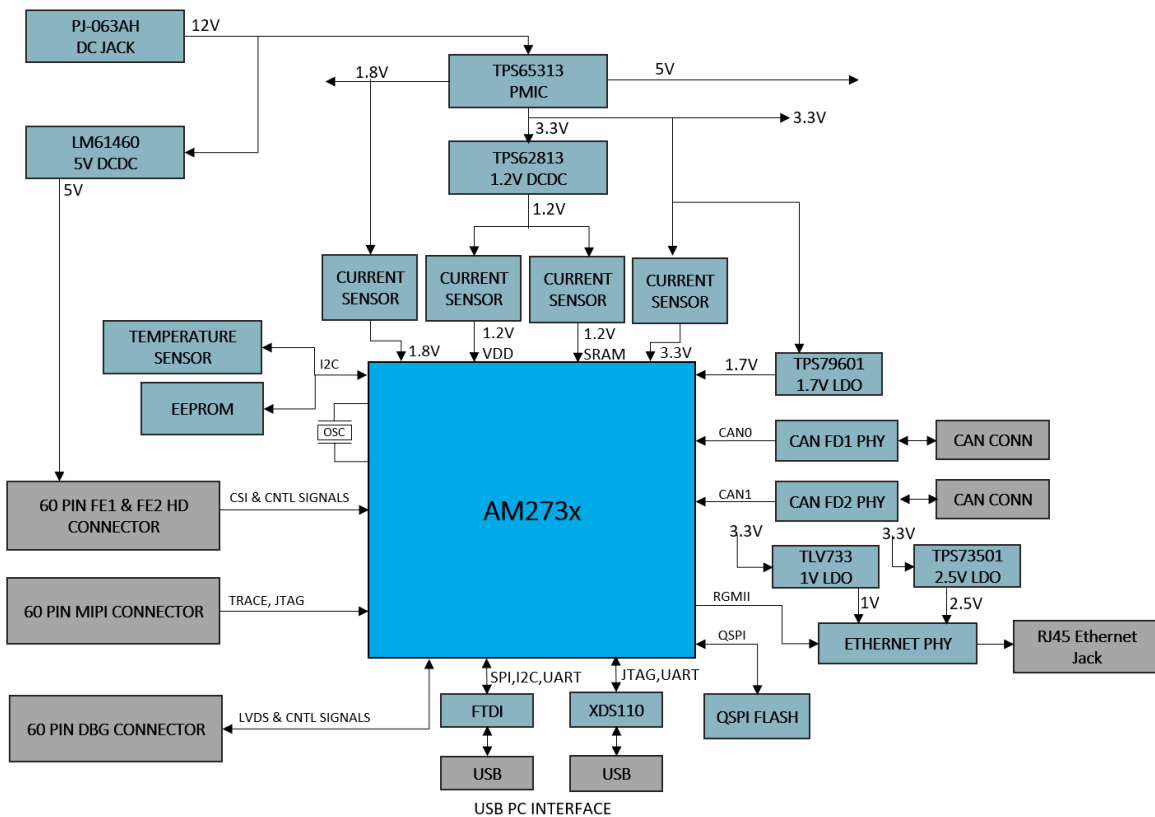 PJ-063AH
DC JACK
12V
1.8V
TPS65313
PMIC
5V
3.3V
3.3V
LM61460
5V DCDC
TPS62813
1.2V DCDC
5V
1.2V
CURRENT
SENSOR
CURRENT
SENSOR
CURRENT
SENSOR
CURRENT
SENSOR
TEMPERATURE
SENSOR
1.8V
1.2V
VDD
1.2V
SRAM
3.3V
I2C
EEPROM
OSC
1.7V
TPS79601
1.7V LDO
CAN0
CAN FD1 PHY
CAN CONN
60 PIN FE1 & FE2 HD
CONNECTOR
CSI & CNTL SIGNALS
AM273x
CAN1
CAN FD2 PHY
CAN CONN
3.3V
TLV733
1V LDO
3.3V
TPS73501
2.5V LDO
1V
2.5V
60 PIN MIPI CONNECTOR
TRACE, JTAG
RGMII
ETHERNET PHY
RJ45 Ethernet
Jack
QSPI
QSPI FLASH
60 PIN DBG CONNECTOR
LVDS & CNTL SIGNALS
SPI,I2C,UART
FTDI
USB
JTAG,UART
XDS110
USB
USB PC INTERFACE